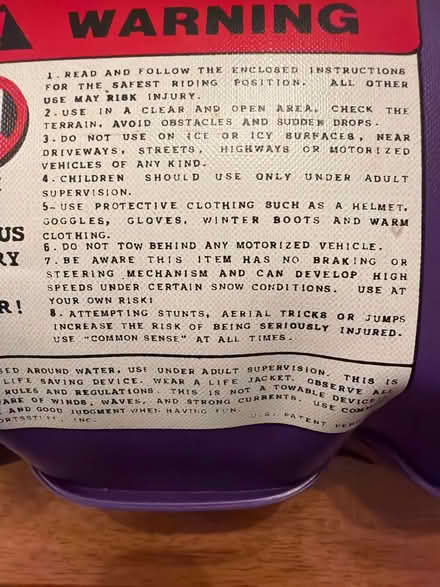 WARNING
1. READ AND FOLLOW THE ENCLOSED INSTRUCTIONS
FOR THE SAFEST RIDING POSITION. ALL OTHER
USE MAY RISK INJURY.
2. USE IN A CLEAR AND OPEN AREA. CHECK THE
TERRAIN, AVOID OBSTACLES AND SUDDEN DROPS.
3. DO NOT USE ON ICE OR ICY SURFACES, NEAR
DRIVEWAYS, STREETS, HIGHWAYS OR MOTORIZED
VEHICLES OF ANY KIND.
4. CHILDREN SHOULD USE ONLY UNDER ADULT
SUPERVISION.
5- USE PROTECTIVE CLOTHING SUCH AS A HELMET,
GOGGLES, GLOVES, WINTER BOOTS AND WARM
CLOTHING.
6. DO NOT TOW BEHIND ANY MOTORIZED VEHICLE.
7. BE AWARE THIS ITEM HAS NO BRAKING OR
STEERING MECHANISM AND CAN DEVELOP HIGH
SPEEDS UNDER CERTAIN SNOW CONDITIONS. USE AT
YOUR OWN RISK!
8. ATTEMPTING STUNTS, AERIAL TRICKS OR JUMPS
INCREASE THE RISK OF BEING SERIOUSLY INJURED.
USE "COMMON SENSE" AT ALL TIMES.
US
RY
R!
SED AROUND WATER, USE UNDER ADULT SUPERVISION. THIS IS
LIFE SAVING DEVICE. WEAR A LIFE JACKET. OBSERVE ALL
RULES AND REGULATIONS. THIS IS NOT A TOWABLE DEVICE.
ARE OF WINDS, WAVES, AND STRONG CURRENTS. USE COM
AND GOOD JUDGMENT WHEN HAVING FUN. U.S. PATENT PEN
ORTSSTUFF, INC.